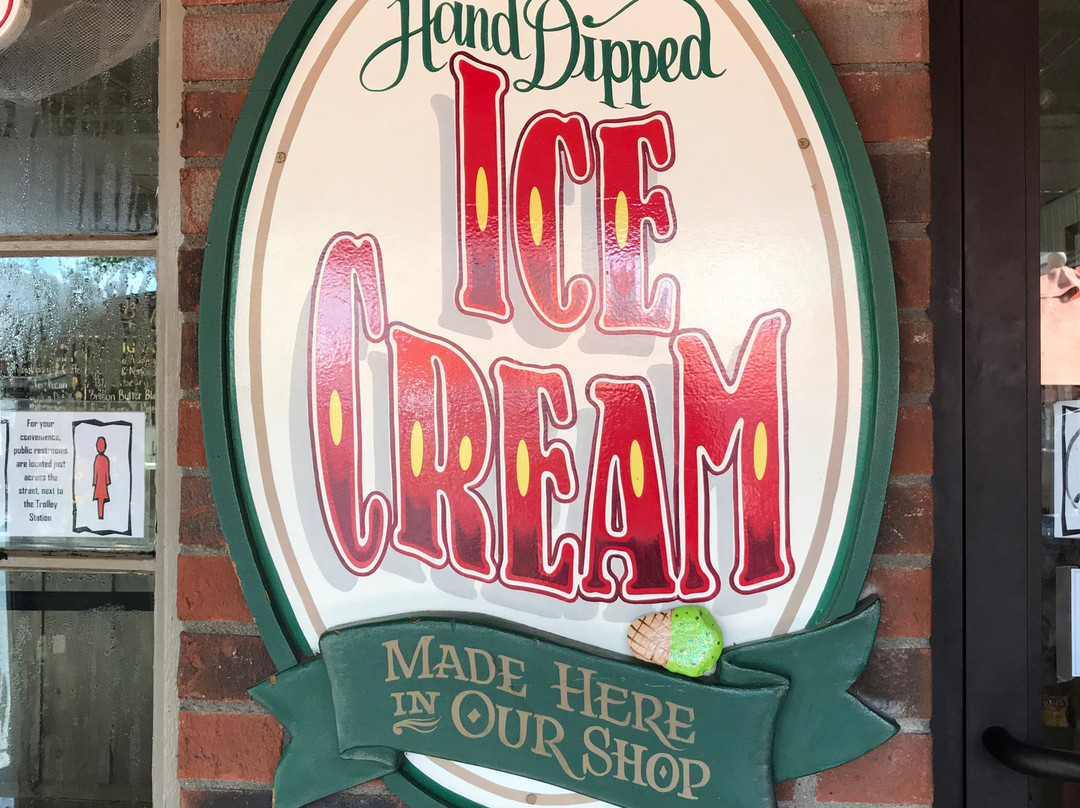 Hand Dipped
ICE
CREAM
MADE HERE
IN OUR SHOP
For your
convenience,
public restrooms
are located just
across the
street, next to
the Trolley
Station